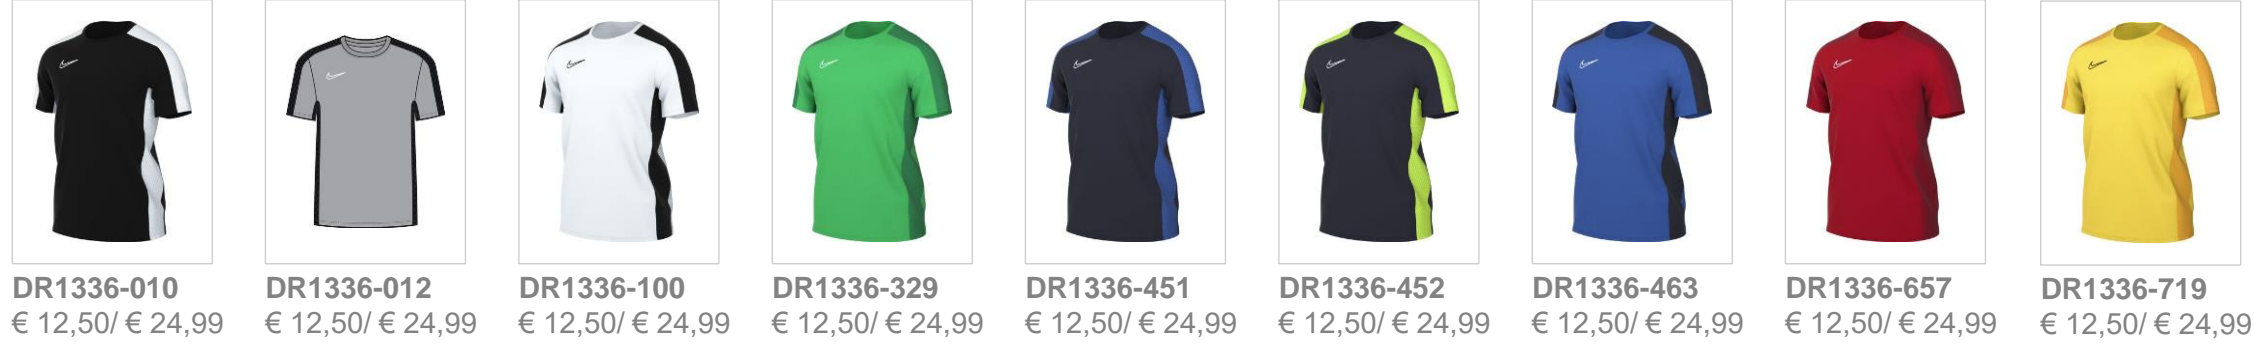 DR1336-010
€ 12,50/ € 24,99
DR1336-012
€ 12,50/ € 24,99
DR1336-100
€ 12,50/ € 24,99
DR1336-329
€ 12,50/ € 24,99
DR1336-451
€ 12,50/ € 24,99
DR1336-452
€ 12,50/ € 24,99
DR1336-463
€ 12,50/ € 24,99
DR1336-657
€ 12,50/ € 24,99
DR1336-719
€ 12,50/ € 24,99